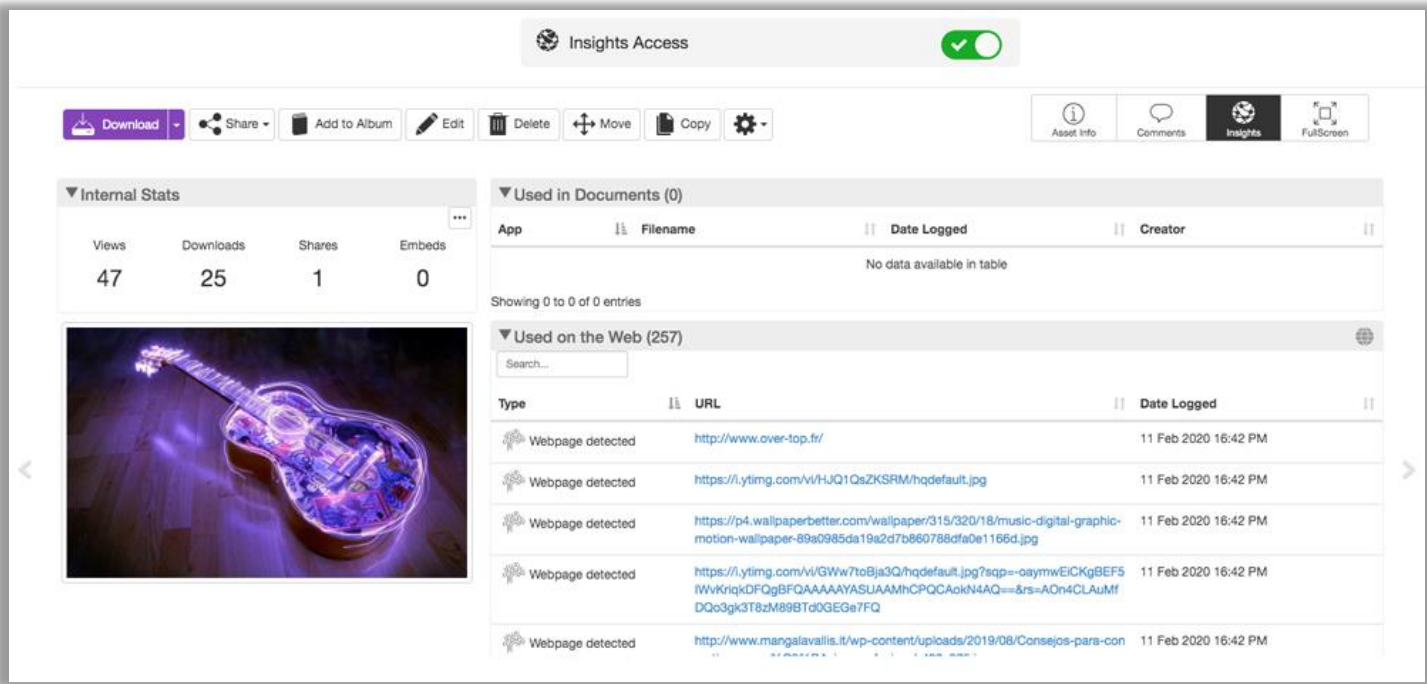 Insights Access
Download Share Add to Album Edit Delete Move Copy
Asset Info Comments Insights FullScreen
Internal Stats
...
Views Downloads Shares Embeds
47 25 1 0
Used in Documents (0)
App Filename Date Logged Creator
No data available in table
Showing 0 to 0 of 0 entries
Used on the Web (257)
Search...
Type URL Date Logged
Webpage detected http://www.over-top.fr/ 11 Feb 2020 16:42 PM
Webpage detected https://i.ytimg.com/vi/HJQ1QsZKSRM/hqdefault.jpg 11 Feb 2020 16:42 PM
Webpage detected https://p4.wallpaperbetter.com/wallpaper/315/320/18/music-digital-graphic- 11 Feb 2020 16:42 PM
motion-wallpaper-89a0985da19a2d7b860788dfa0e1166d.jpg
Webpage detected https://i.ytimg.com/vi/GWw7toBja3Q/hqdefault.jpg?sqp=-oaymwEiCKgBEF5 11 Feb 2020 16:42 PM
IWvKriqkDFQgBFQAAAAAYASUAAMhCPQCAokN4AQ==&rs=AOn4CLAuMf
DQo3gk3T8zM89BTd0GEGe7FQ
Webpage detected http://www.mangalavallis.it/wp-content/uploads/2019/08/Consejos-para-con 11 Feb 2020 16:42 PM